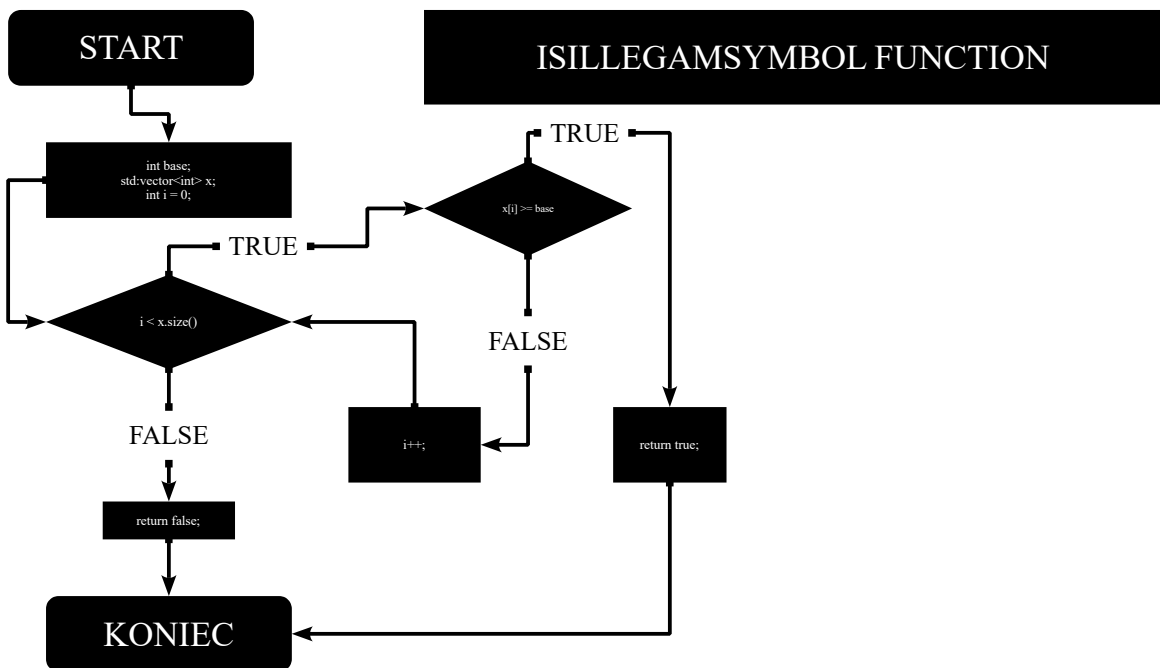 START
ISILLEGAMSYMBOL FUNCTION
int base;
std:vector<int> x;
int i = 0;
TRUE
x[i] >= base
TRUE
i < x.size()
FALSE
FALSE
i++;
return true;
return false;
KONIEC